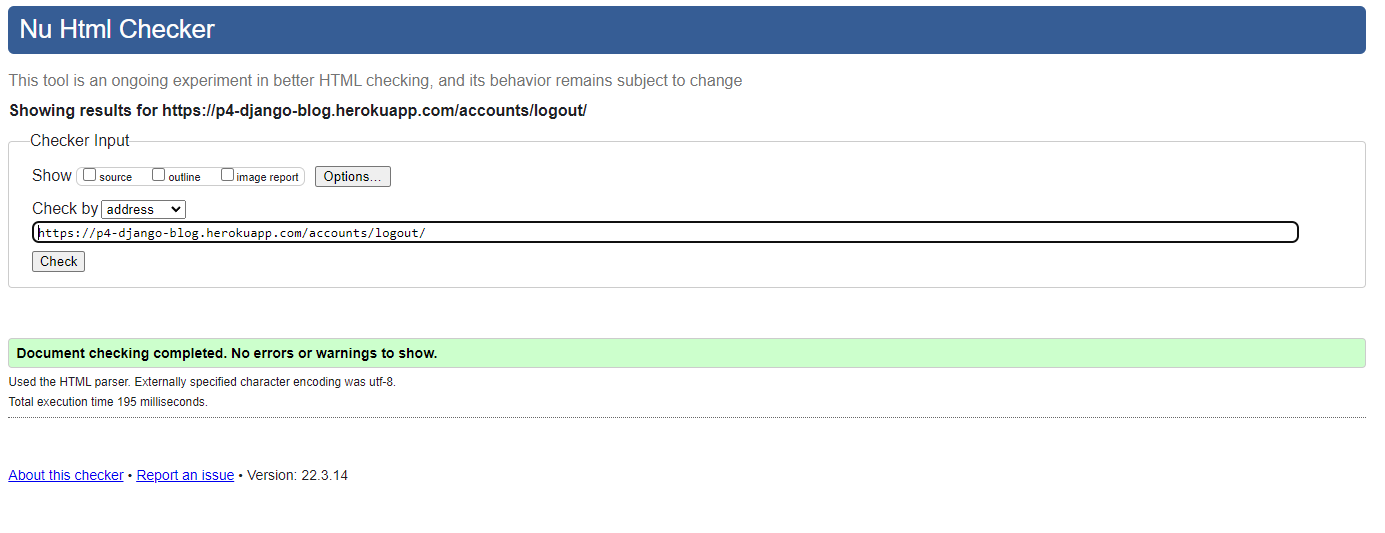 Nu Html Checker
This tool is an ongoing experiment in better HTML checking, and its behavior remains subject to change
Showing results for https://p4-django-blog.herokuapp.com/accounts/logout/
Checker Input
Show source outline image report Options...
Check by address
https://p4-django-blog.herokuapp.com/accounts/logout/
Check
Document checking completed. No errors or warnings to show.
Used the HTML parser. Externally specified character encoding was utf-8.
Total execution time 195 milliseconds.
About this checker • Report an issue • Version: 22.3.14